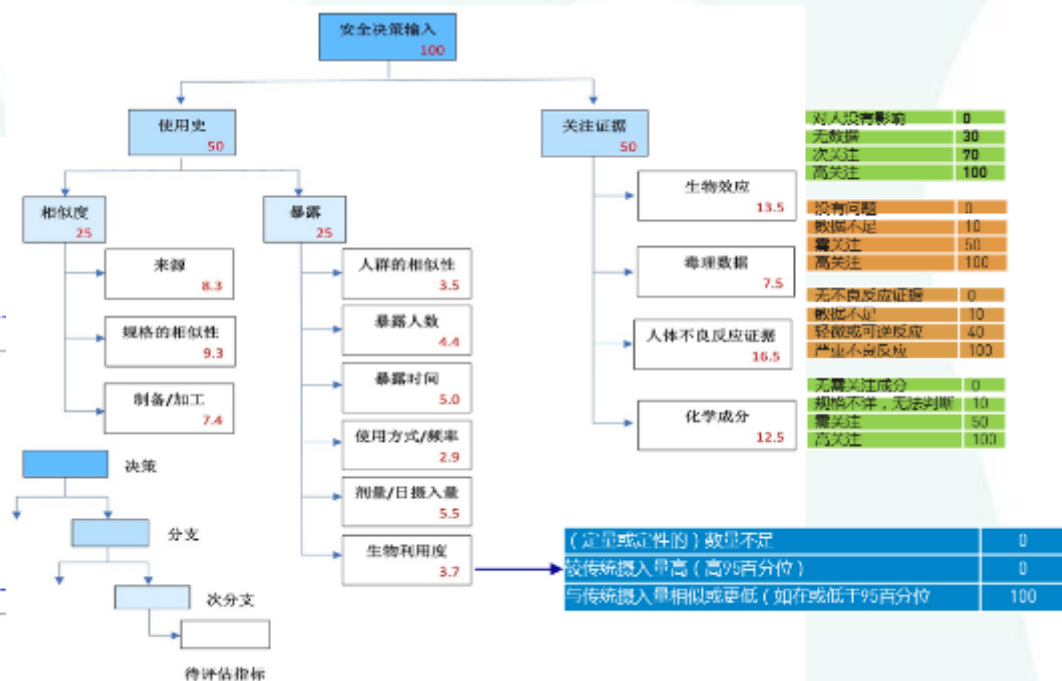 安全决策输入
100
使用史
50
关注证据
50
相似度
25
暴露
25
来源
8.3
规格的相似性
9.3
制备/加工
7.4
人群的相似性
3.5
暴露人数
4.4
暴露时间
5.0
使用方式/频率
2.9
剂量/日摄入量
5.5
生物利用度
3.7
生物效应
13.5
毒理数据
7.5
人体不良反应证据
16.5
化学成分
12.5
对人没有影响 0
无数据 30
次关注 70
高关注 100
没有问题 0
数据不足 10
需关注 50
高关注 100
无不良反应证据 0
数据不足 10
轻微或可逆反应 40
严重不良反应 100
无需关注成分 0
规格不详，无法判断 10
需关注 50
高关注 100
（定量或定性的）数量不足 0
较传统摄入量高（高95百分位） 0
与传统摄入量相似或更低（如在或低于95百分位 100
决策
分支
次分支
待评估指标